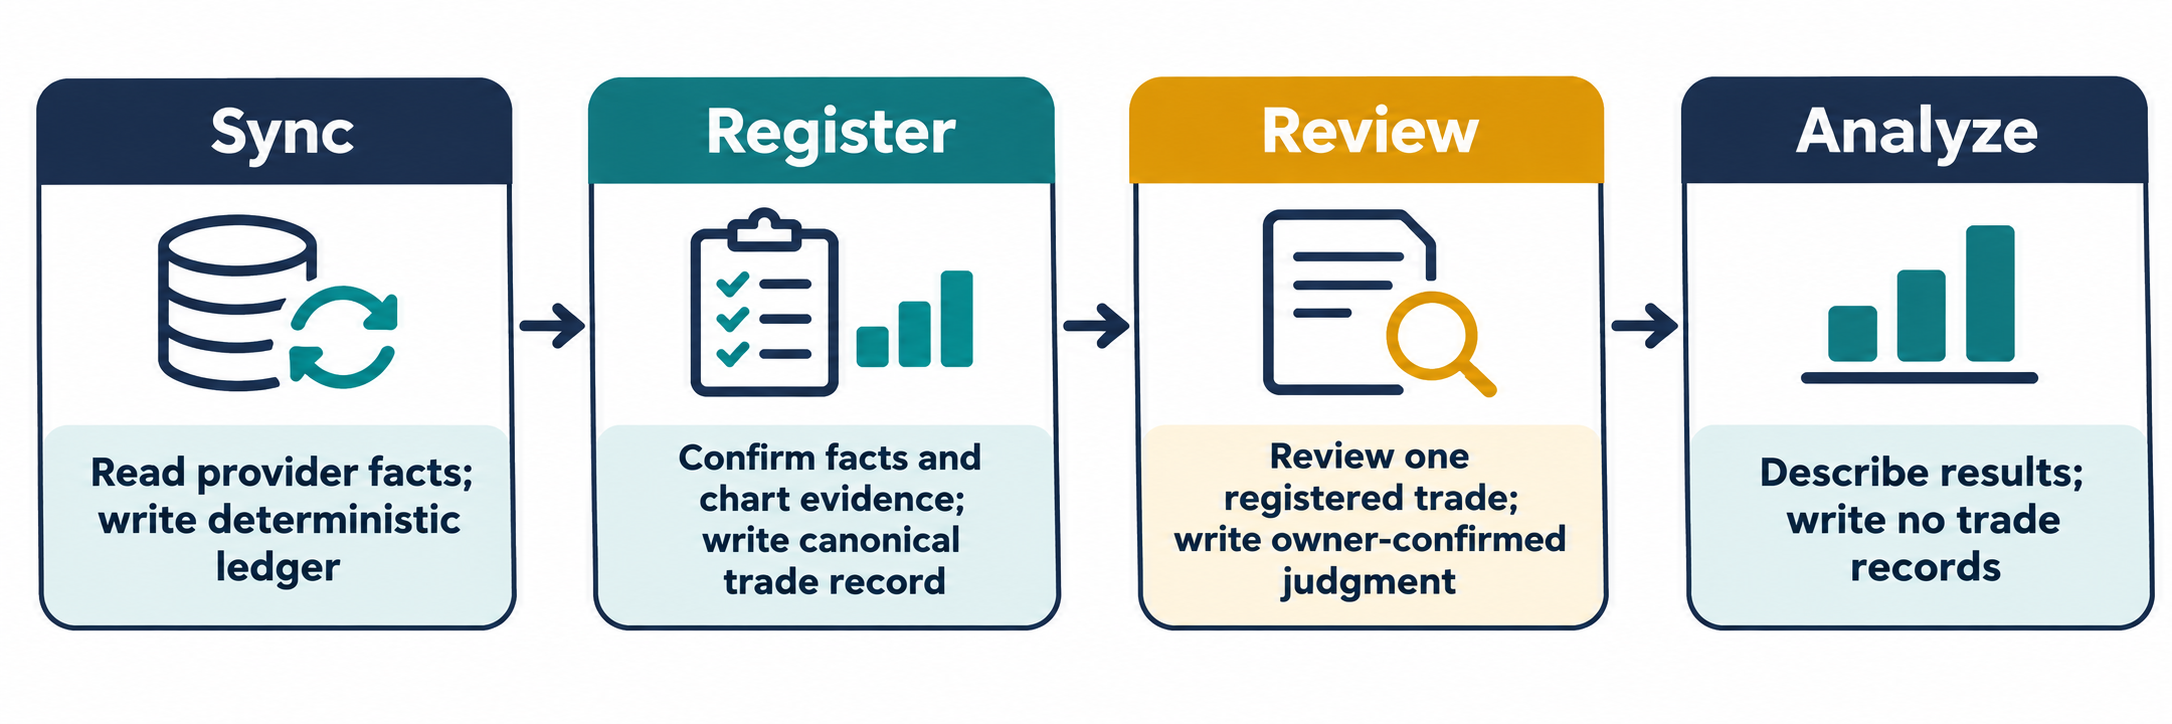 Sync
Read provider facts;
write deterministic
ledger
Register
Confirm facts and
chart evidence;
write canonical
trade record
Review
Review one
registered trade;
write owner-confirmed
judgment
Analyze
Describe results;
write no trade
records